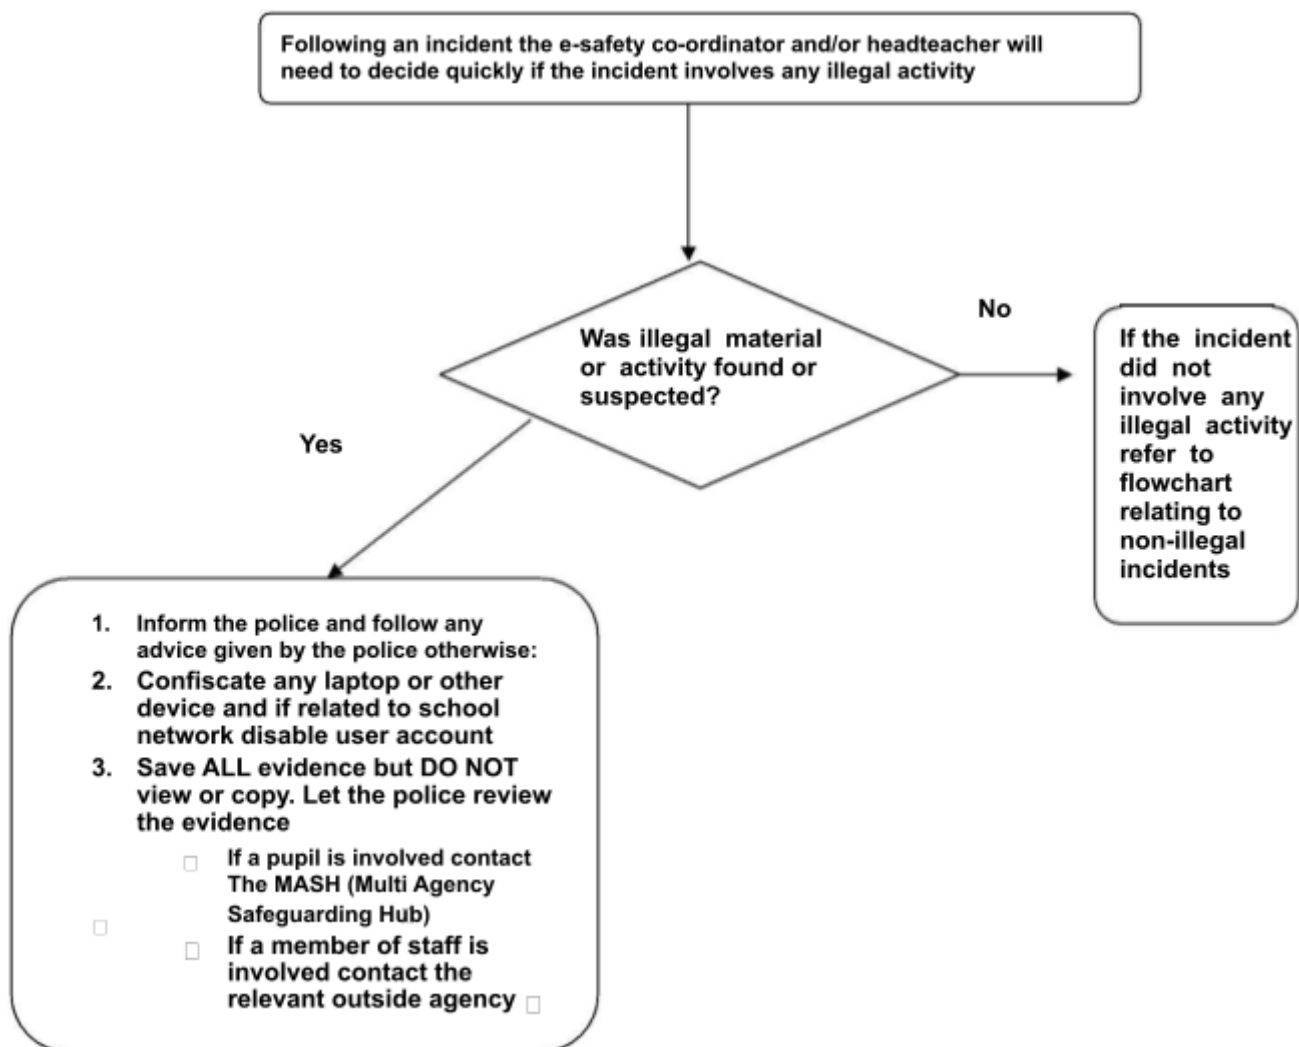 Following an incident the e-safety co-ordinator and/or headteacher will
need to decide quickly if the incident involves any illegal activity
Was illegal material
or activity found or
suspected?
No
Yes
If the incident
did not
involve any
illegal activity
refer to
flowchart
relating to
non-illegal
incidents
1. Inform the police and follow any
advice given by the police otherwise:
2. Confiscate any laptop or other
device and if related to school
network disable user account
3. Save ALL evidence but DO NOT
view or copy. Let the police review
the evidence
If a pupil is involved contact
The MASH (Multi Agency
Safeguarding Hub)
If a member of staff is
involved contact the
relevant outside agency